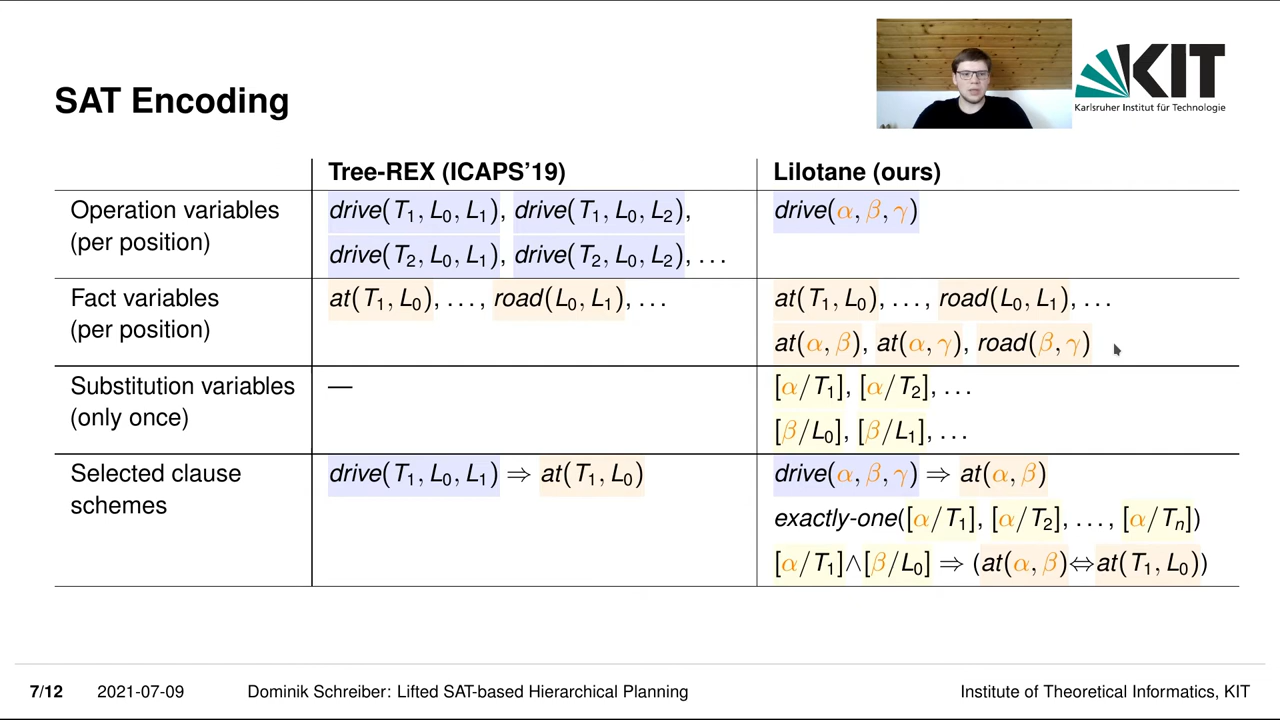 KIT
Karlsruher Institut für Technologie
SAT Encoding
Tree-REX (ICAPS'19) Lilotane (ours)
Operation variables drive(T₁, L₀, L₁), drive(T₁, L₀, L₂), drive(α, β, γ)
(per position) drive(T₂, L₀, L₁), drive(T₂, L₀, L₂), ...
Fact variables at(T₁, L₀), ..., road(L₀, L₁), ... at(T₁, L₀), ..., road(L₀, L₁), ...
(per position) at(α, β), at(α, γ), road(β, γ)
Substitution variables — [α/T₁], [α/T₂], ...
(only once) [β/L₀], [β/L₁], ...
Selected clause drive(T₁, L₀, L₁) ⇒ at(T₁, L₀) drive(α, β, γ) ⇒ at(α, β)
schemes exactly-one([α/T₁], [α/T₂], ..., [α/Tₙ])
[α/T₁]∧[β/L₀] ⇒ (at(α, β)⇔at(T₁, L₀))
7/12 2021-07-09 Dominik Schreiber: Lifted SAT-based Hierarchical Planning Institute of Theoretical Informatics, KIT